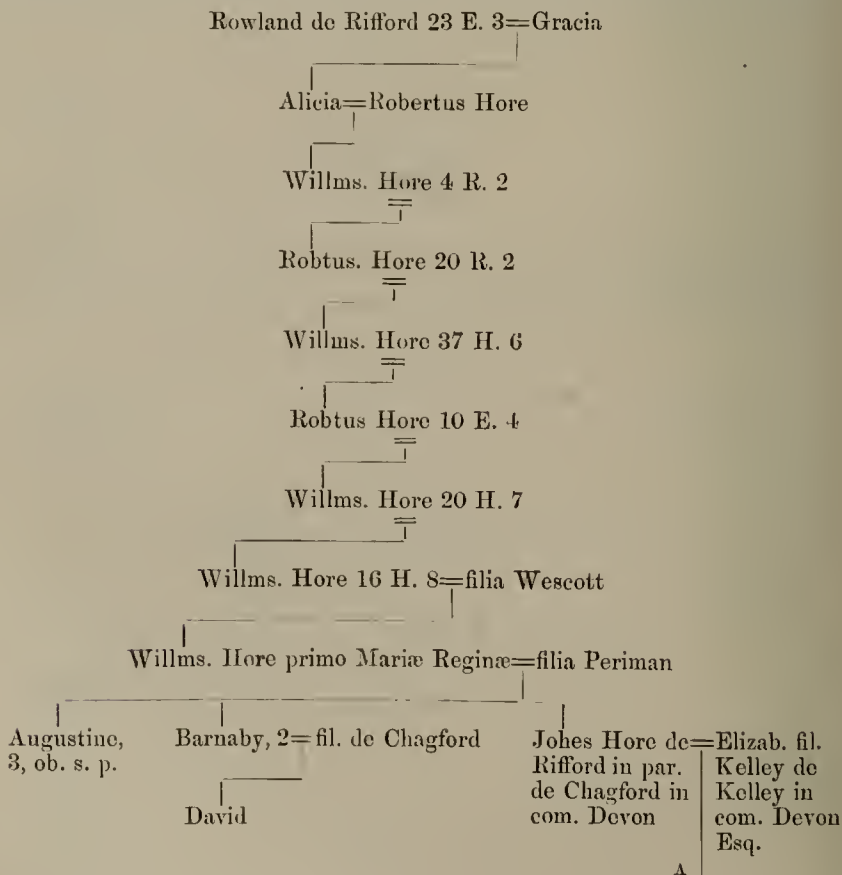 Rowland de Rifford 23 E. 3=Gracia
Alicia=Robertus Hore
Willms. Hore 4 R. 2
Robtus. Hore 20 R. 2
Willms. Hore 37 H. 6
Robtus Hore 10 E. 4
Willms. Hore 20 H. 7
Willms. Hore 16 H. 8=filia Wescott
Willms. Hore primo Mariæ Reginæ=filia Periman
Augustine,
3, ob. s. p.
Barnaby, 2=fil. de Chagford
David
Johes Hore de
Rifford in par.
de Chagford in
com. Devon
=Elizab. fil.
Kelley de
Kelley in
com. Devon
Esq.
A